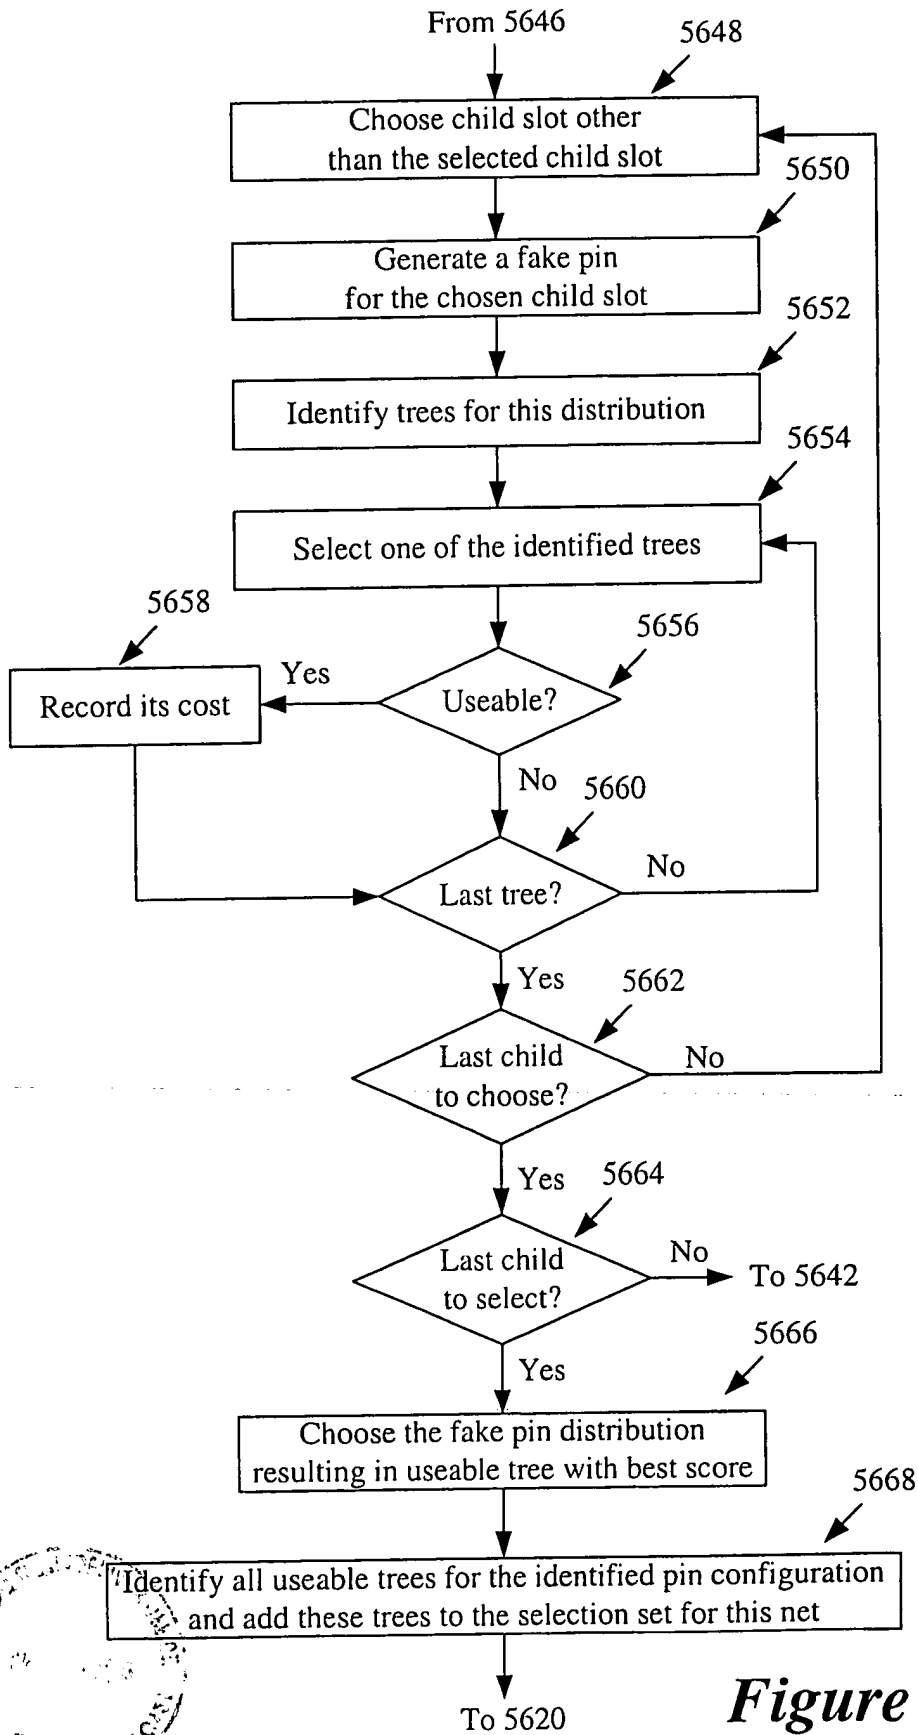 From 5646
5648
Choose child slot other
than the selected child slot
5650
Generate a fake pin
for the chosen child slot
5652
Identify trees for this distribution
5654
Select one of the identified trees
5658
5656
Record its cost
Yes
Useable?
No
5660
Last tree?
No
Yes
5662
Last child
to choose?
No
Yes
5664
Last child
to select?
No
To 5642
5666
Yes
Choose the fake pin distribution
resulting in useable tree with best score
5668
Identify all useable trees for the identified pin configuration
and add these trees to the selection set for this net
To 5620
Figure